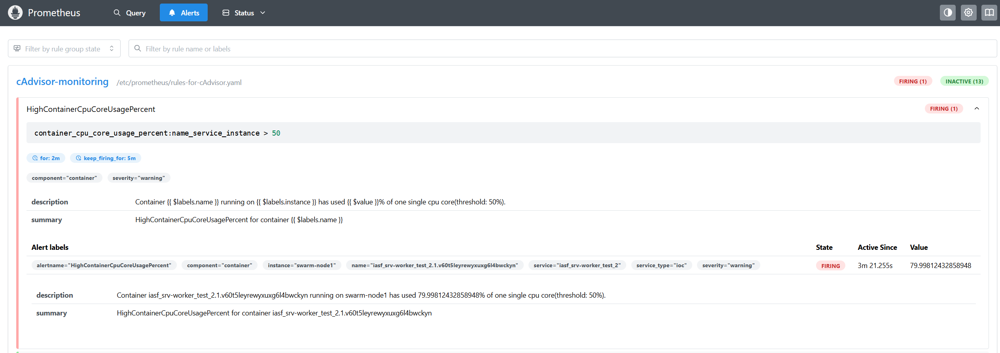 Prometheus Query Alerts Status
Filter by rule group state Filter by rule name or labels
cAdvisor-monitoring /etc/prometheus/rules-for-cAdvisor.yaml FIRING (1) INACTIVE (13)
HighContainerCpuCoreUsagePercent FIRING (1)
container_cpu_core_usage_percent:name_service_instance > 50
for: 2m keep_firing_for: 5m
component="container" severity="warning"
description Container {{ $labels.name }} running on {{ $labels.instance }} has used {{ $value }}% of one single cpu core(threshold: 50%).
summary HighContainerCpuCoreUsagePercent for container {{ $labels.name }}
Alert labels State Active Since Value
alertname="HighContainerCpuCoreUsagePercent" component="container" instance="swarm-node1" name="iasf_srv-worker_test_2.1.v60t5leyrewyxuxg6l4bwckyn" service="iasf_srv-worker_test_2" service_type="ioc" severity="warning" FIRING 3m 21.255s 79.99812432858948
description Container iasf_srv-worker_test_2.1.v60t5leyrewyxuxg6l4bwckyn running on swarm-node1 has used 79.99812432858948% of one single cpu core(threshold: 50%).
summary HighContainerCpuCoreUsagePercent for container iasf_srv-worker_test_2.1.v60t5leyrewyxuxg6l4bwckyn